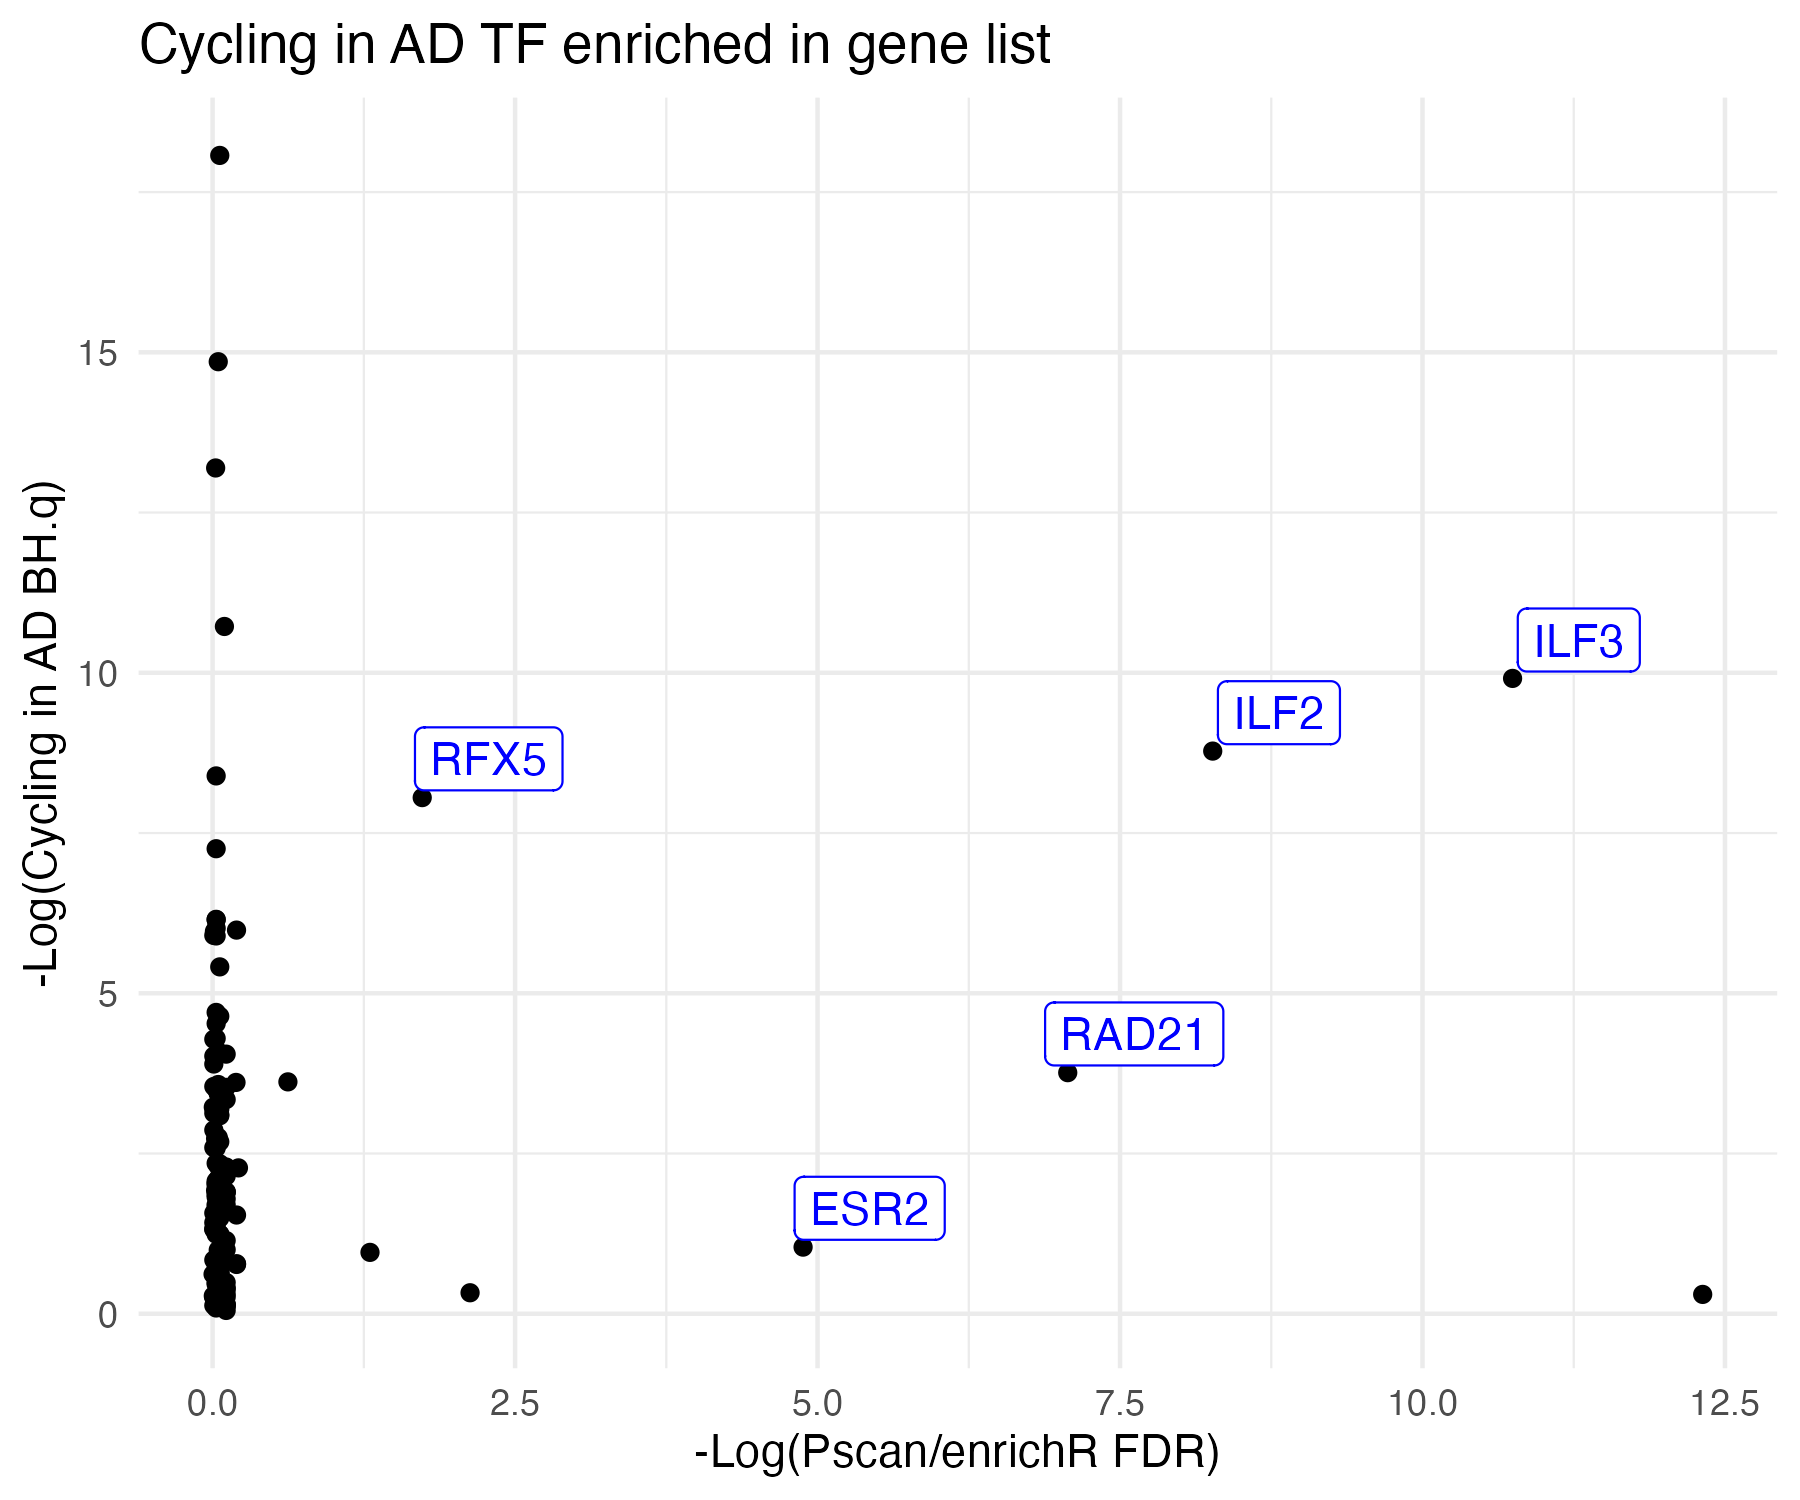 Cycling in AD TF enriched in gene list
-Log(Cycling in AD BH.q)
15
10
5
0
ILF3
ILF2
RFX5
RAD21
ESR2
0.0 2.5 5.0 7.5 10.0 12.5
-Log(Pscan/enrichR FDR)